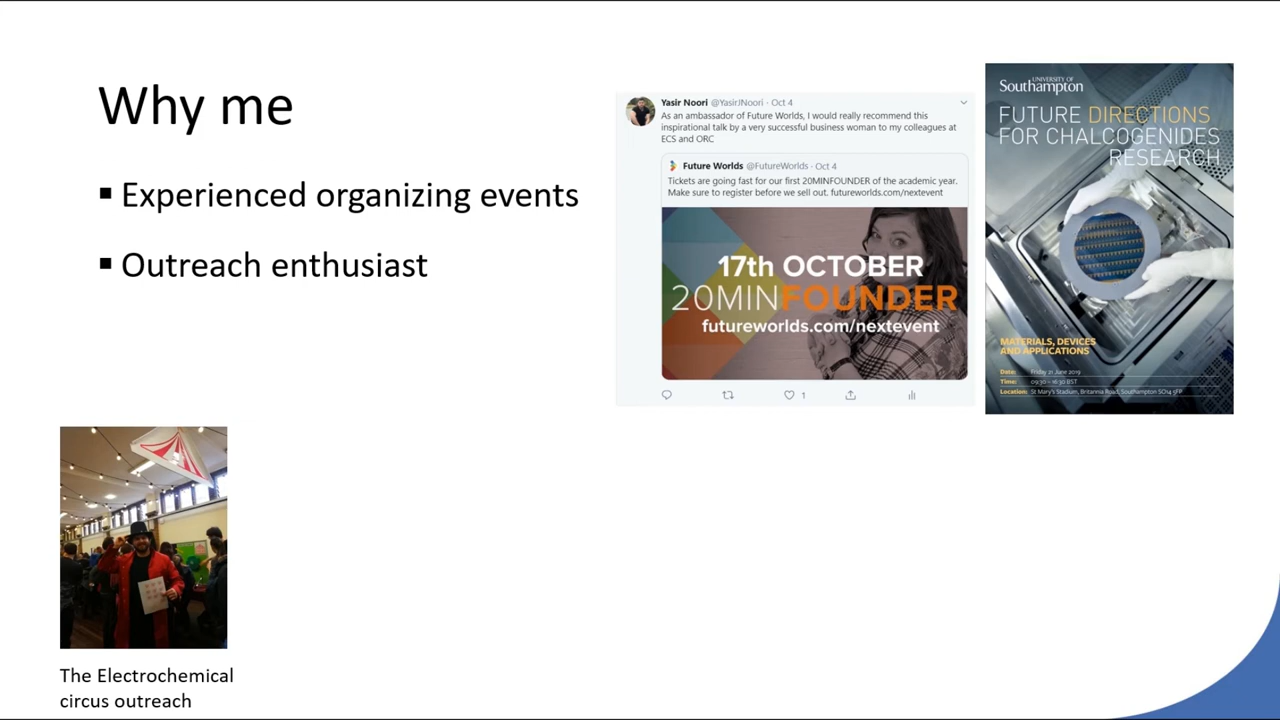 Why me
Experienced organizing events
Outreach enthusiast
Yasir Noori @YasirJNoori · Oct 4
As an ambassador of Future Worlds, I would really recommend this
inspirational talk by a very successful business woman to my colleagues at
ECS and ORC
Future Worlds @FutureWorlds · Oct 4
Tickets are going fast for our first 20MINFOUNDER of the academic year.
Make sure to register before we sell out. futureworlds.com/nextevent
17th OCTOBER
20MINFOUNDER
futureworlds.com/nextevent
1
UNIVERSITY OF
Southampton
FUTURE DIRECTIONS
FOR CHALCOGENIDES
RESEARCH
MATERIALS, DEVICES
AND APPLICATIONS
Date: Friday 21 June 2019
Time: 09:30 – 16:30 BST
Location: St Mary's Stadium, Britannia Road, Southampton SO14 5FP
The Electrochemical
circus outreach